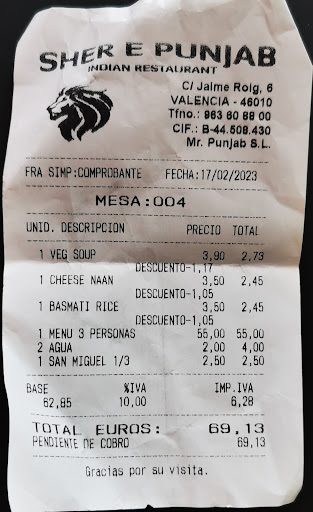 SHER E PUNJAB
INDIAN RESTAURANT
C/ Jaime Roig, 6
VALENCIA - 46010
Tfno.: 963 60 88 00
CIF.: B-44.508.430
Mr. Punjab S.L.
FRA SIMP:COMPROBANTE FECHA:17/02/2023
MESA:004
UNID. DESCRIPCION PRECIO TOTAL
1 VEG SOUP 3,90 2,73
DESCUENTO-1,17
1 CHEESE NAAN 3,50 2,45
DESCUENTO-1,05
1 BASMATI RICE 3,50 2,45
DESCUENTO-1,05
1 MENU 3 PERSONAS 55,00 55,00
2 AGUA 2,00 4,00
1 SAN MIGUEL 1/3 2,50 2,50
BASE %IVA IMP.IVA
62,85 10,00 6,28
TOTAL EUROS: 69,13
PENDIENTE DE COBRO 69,13
Gracias por su visita.